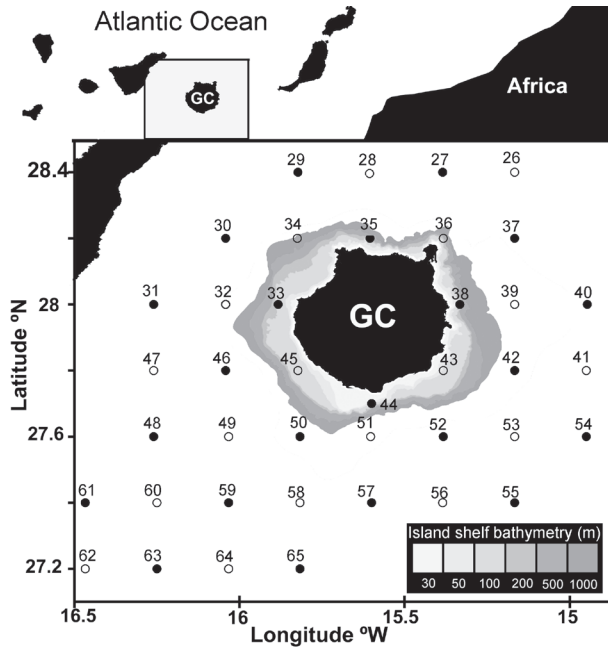 Atlantic Ocean
GC
Africa
28.4
28
27.6
27.2
Latitude ºN
29 28 27 26
30 34 35 36 37
31 32 33 38 39 40
GC
47 46 45 43 42 41
44
48 49 50 51 52 53 54
61 60 59 58 57 56 55
62 63 64 65
Island shelf bathymetry (m)
30 50 100 200 500 1000
16.5 16 15.5 15
Longitude ºW